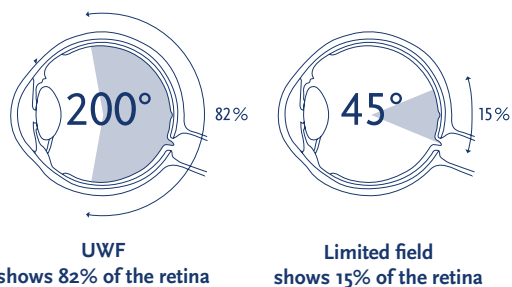 200°
82%
45°
15%
UWF
shows 82% of the retina
Limited field
shows 15% of the retina